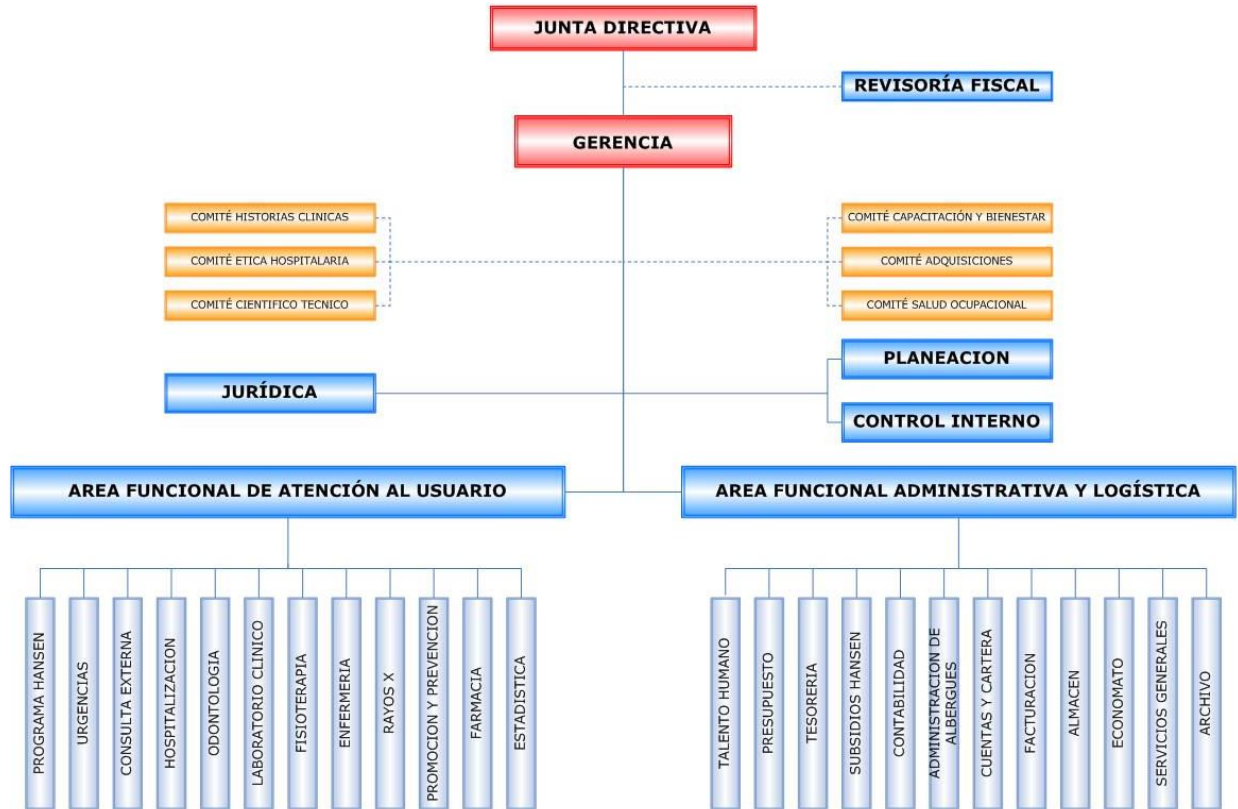 JUNTA DIRECTIVA
REVISORÍA FISCAL
GERENCIA
COMITÉ HISTORIAS CLINICAS
COMITÉ CAPACITACIÓN Y BIENESTAR
COMITÉ ETICA HOSPITALARIA
COMITÉ ADQUISICIONES
COMITÉ CIENTIFICO TECNICO
COMITÉ SALUD OCUPACIONAL
PLANEACION
JURÍDICA
CONTROL INTERNO
AREA FUNCIONAL DE ATENCIÓN AL USUARIO
AREA FUNCIONAL ADMINISTRATIVA Y LOGÍSTICA
PROGRAMA HANSEN
URGENCIAS
CONSULTA EXTERNA
HOSPITALIZACION
ODONTOLOGIA
LABORATORIO CLINICO
FISIOTERAPIA
ENFERMERIA
RAYOS X
PROMOCION Y PREVENCION
FARMACIA
ESTADISTICA
TALENTO HUMANO
PRESUPUESTO
TESORERIA
SUBSIDIOS HANSEN
CONTABILIDAD
ADMINISTRACION DE
ALBERGUES
CUENTAS Y CARTERA
FACTURACION
ALMACEN
ECONOMATO
SERVICIOS GENERALES
ARCHIVO